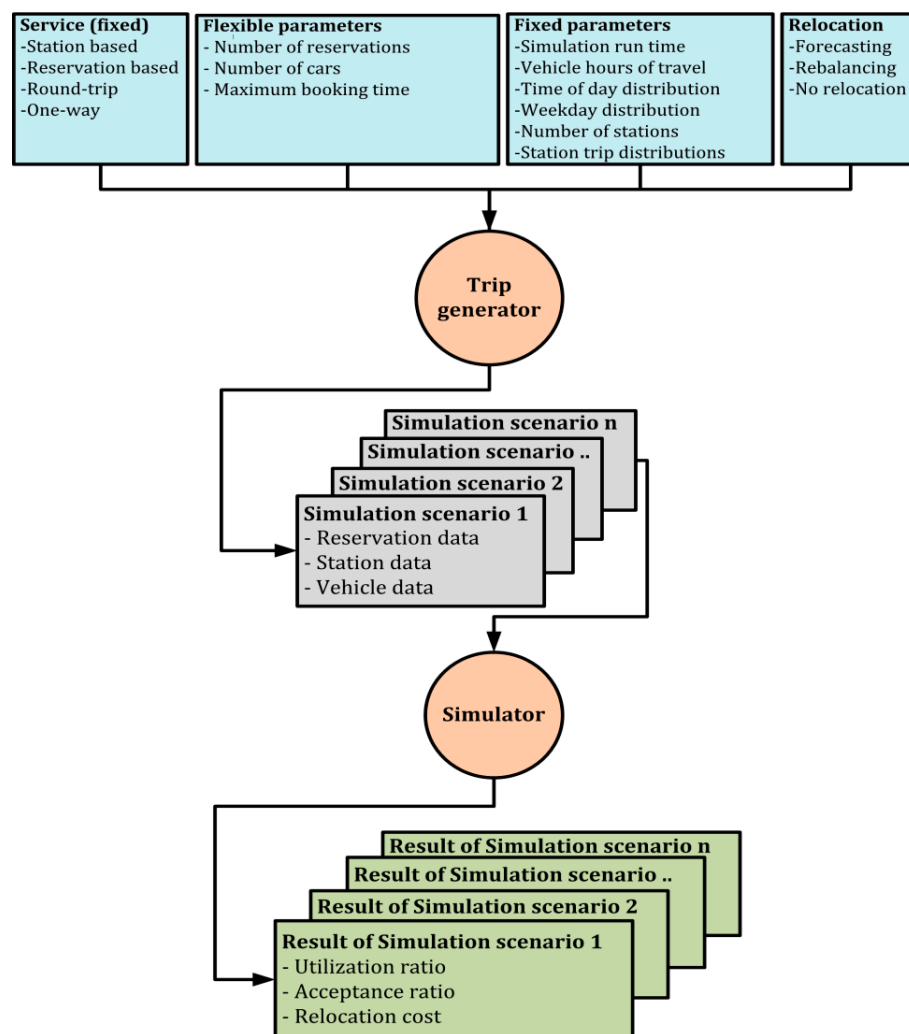 Service (fixed)
-Station based
-Reservation based
-Round-trip
-One-way
Flexible parameters
- Number of reservations
- Number of cars
- Maximum booking time
Fixed parameters
-Simulation run time
-Vehicle hours of travel
-Time of day distribution
-Weekday distribution
-Number of stations
-Station trip distributions
Relocation
-Forecasting
-Rebalancing
-No relocation
Trip
generator
Simulation scenario n
Simulation scenario ..
Simulation scenario 2
Simulation scenario 1
- Reservation data
- Station data
- Vehicle data
Simulator
Result of Simulation scenario n
Result of Simulation scenario ..
Result of Simulation scenario 2
Result of Simulation scenario 1
- Utilization ratio
- Acceptance ratio
- Relocation cost